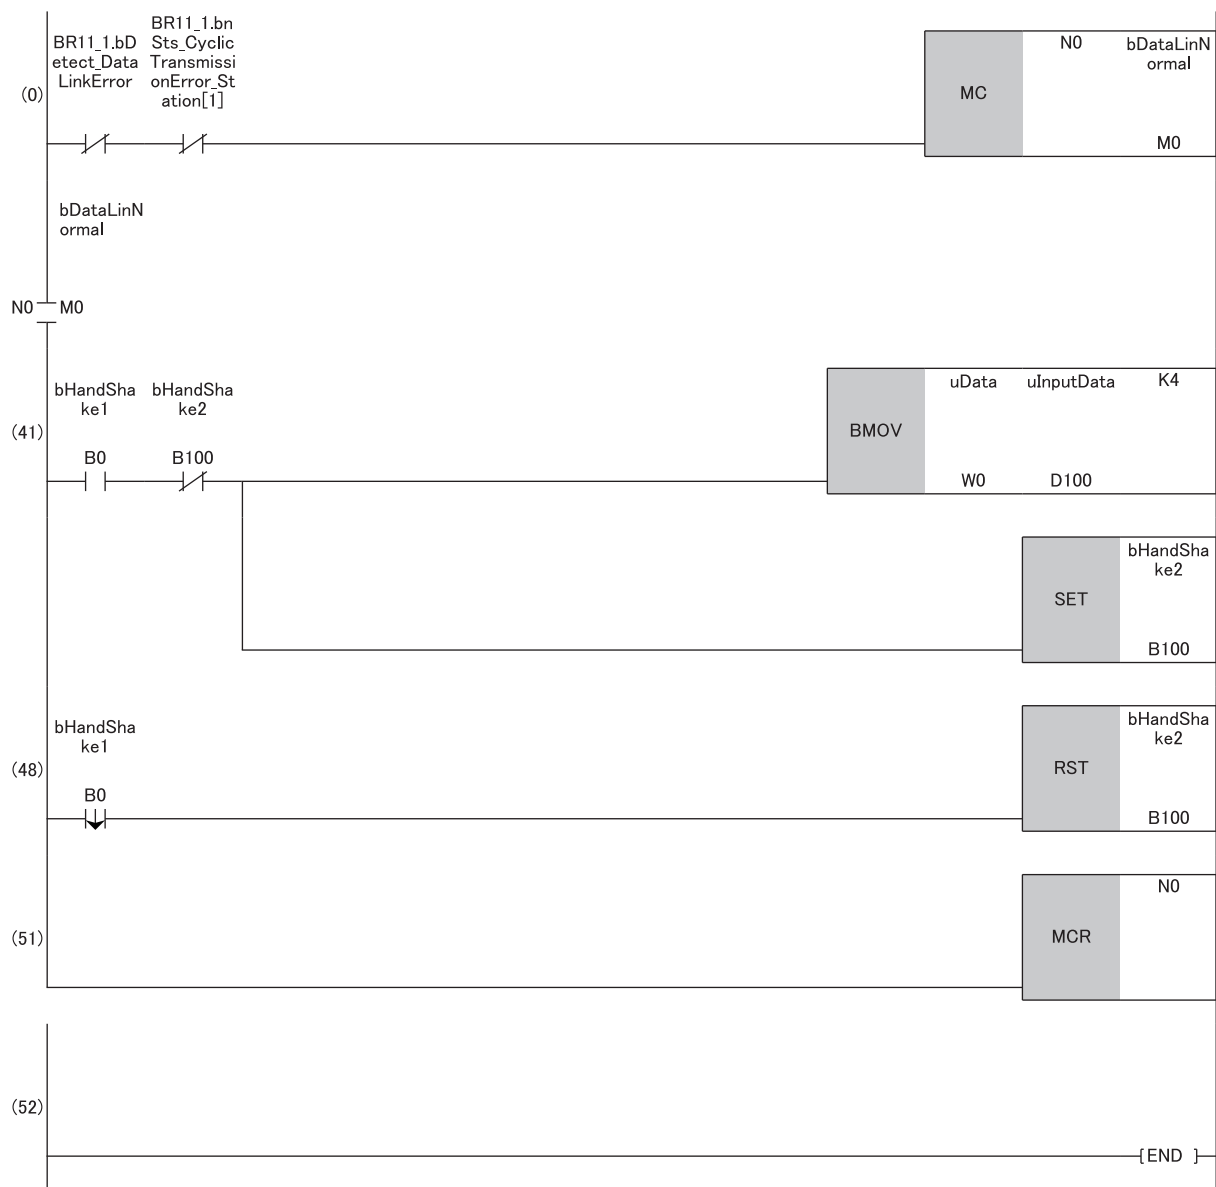 BR11_1.bD
etect_Data
LinkError
BR11_1.bn
Sts_Cyclic
Transmissi
onError_St
ation[1]
(0)
MC
N0
bDataLinN
ormal
M0
bDataLinN
ormal
N0
M0
(41)
bHandSha
ke1
bHandSha
ke2
B0
B100
BMOV
uData
uInputData
K4
W0
D100
SET
bHandSha
ke2
B100
(48)
bHandSha
ke1
B0
RST
bHandSha
ke2
B100
(51)
MCR
N0
(52)
[END ]